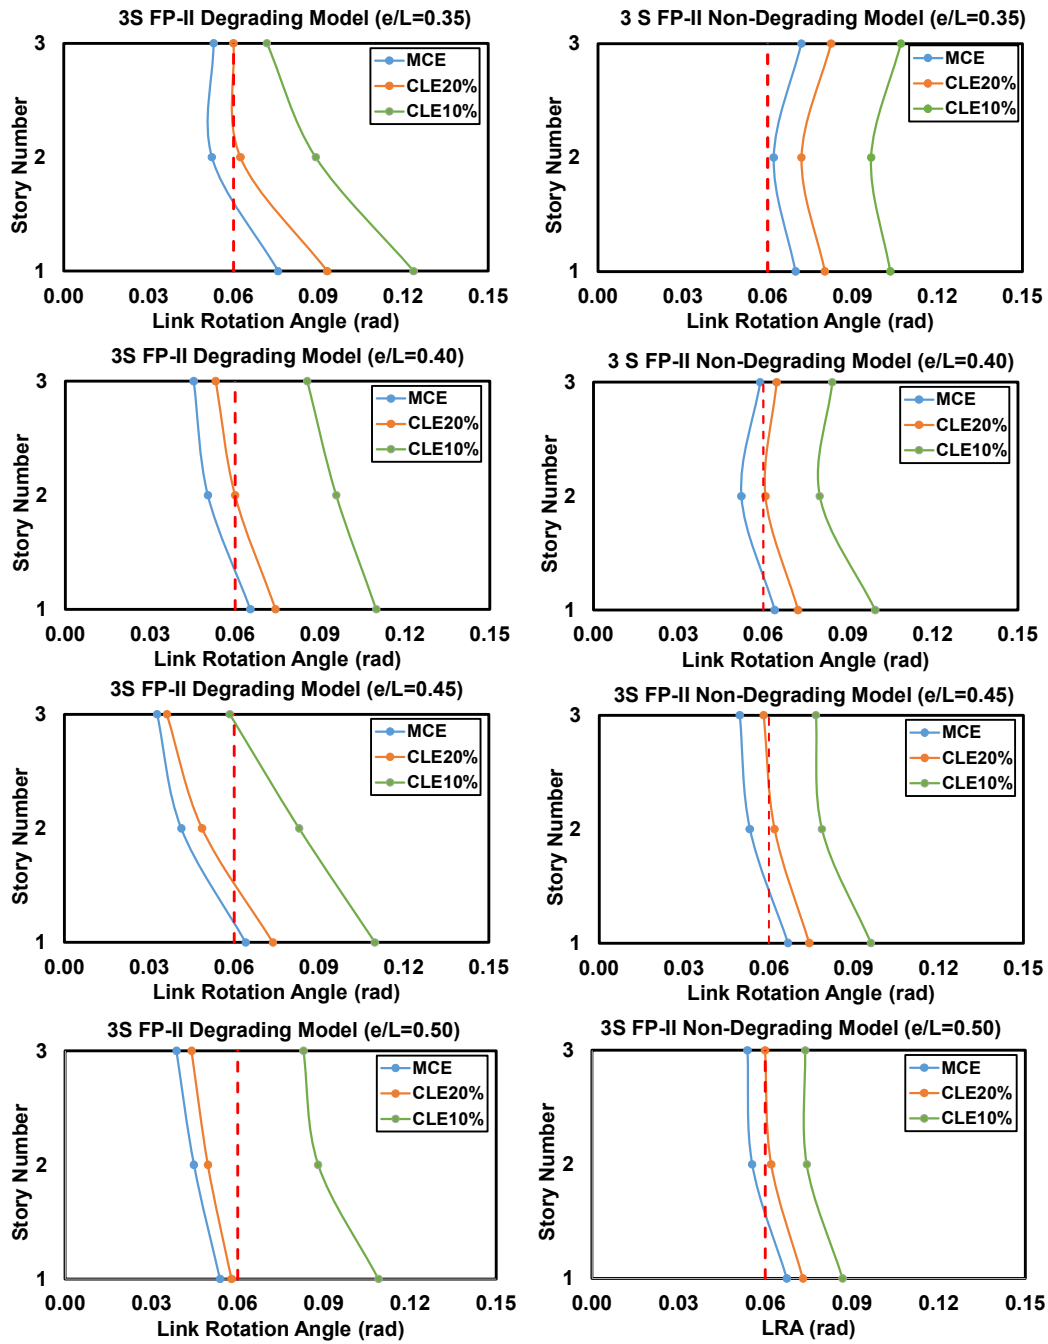 3S FP-II Degrading Model (e/L=0.35)
3
2
1
Story Number
MCE
CLE20%
CLE10%
0.00 0.03 0.06 0.09 0.12 0.15
Link Rotation Angle (rad)
3 S FP-II Non-Degrading Model (e/L=0.35)
3
2
1
Story Number
MCE
CLE20%
CLE10%
0.00 0.03 0.06 0.09 0.12 0.15
Link Rotation Angle (rad)
3S FP-II Degrading Model (e/L=0.40)
3
2
1
Story Number
MCE
CLE20%
CLE10%
0.00 0.03 0.06 0.09 0.12 0.15
Link Rotation Angle (rad)
3 S FP-II Non-Degrading Model (e/L=0.40)
3
2
1
Story Number
MCE
CLE20%
CLE10%
0.00 0.03 0.06 0.09 0.12 0.15
Link Rotation Angle (rad)
3S FP-II Degrading Model (e/L=0.45)
3
2
1
Story Number
MCE
CLE20%
CLE10%
0.00 0.03 0.06 0.09 0.12 0.15
Link Rotation Angle (rad)
3S FP-II Non-Degrading Model (e/L=0.45)
3
2
1
Story Number
MCE
CLE20%
CLE10%
0.00 0.03 0.06 0.09 0.12 0.15
Link Rotation Angle (rad)
3S FP-II Degrading Model (e/L=0.50)
3
2
1
Story Number
MCE
CLE20%
CLE10%
0.00 0.03 0.06 0.09 0.12 0.15
Link Rotation Angle (rad)
3S FP-II Non-Degrading Model (e/L=0.50)
3
2
1
Story Number
MCE
CLE20%
CLE10%
0.00 0.03 0.06 0.09 0.12 0.15
LRA (rad)